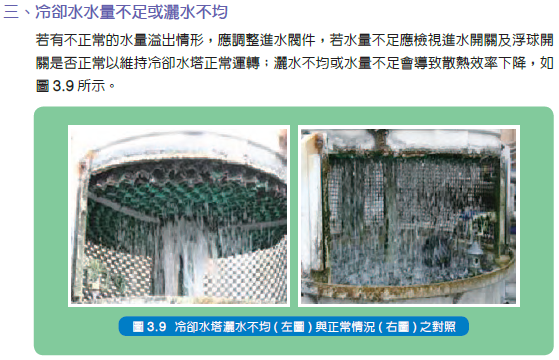 三、冷卻水水量不足或灑水不均
若有不正常的水量溢出情形，應調整進水閥件，若水量不足應檢視進水開關及浮球開
關是否正常以維持冷卻水塔正常運轉；灑水不均或水量不足會導致散熱效率下降，如
圖 3.9 所示。
圖 3.9 冷卻水塔灑水不均 ( 左圖 ) 與正常情況 ( 右圖 ) 之對照